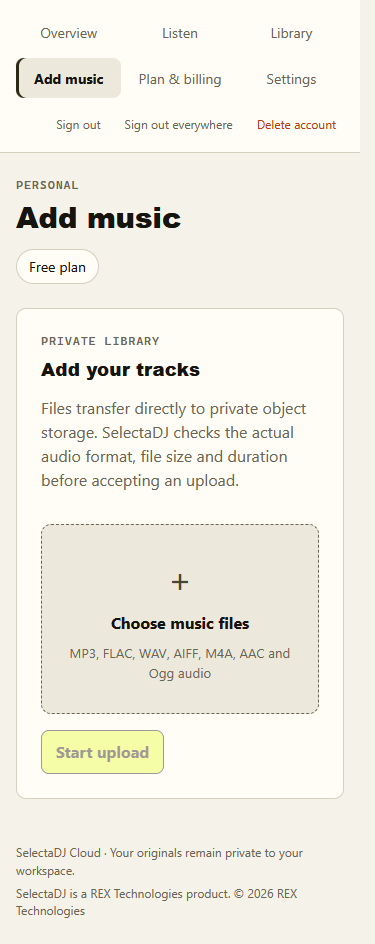 Overview Listen Library
Add music Plan & billing Settings
Sign out Sign out everywhere Delete account
PERSONAL
Add music
Free plan
PRIVATE LIBRARY
Add your tracks
Files transfer directly to private object
storage. SelectaDJ checks the actual
audio format, file size and duration
before accepting an upload.
+
Choose music files
MP3, FLAC, WAV, AIFF, M4A, AAC and
Ogg audio
Start upload
SelectaDJ Cloud · Your originals remain private to your
workspace.
SelectaDJ is a REX Technologies product. © 2026 REX
Technologies